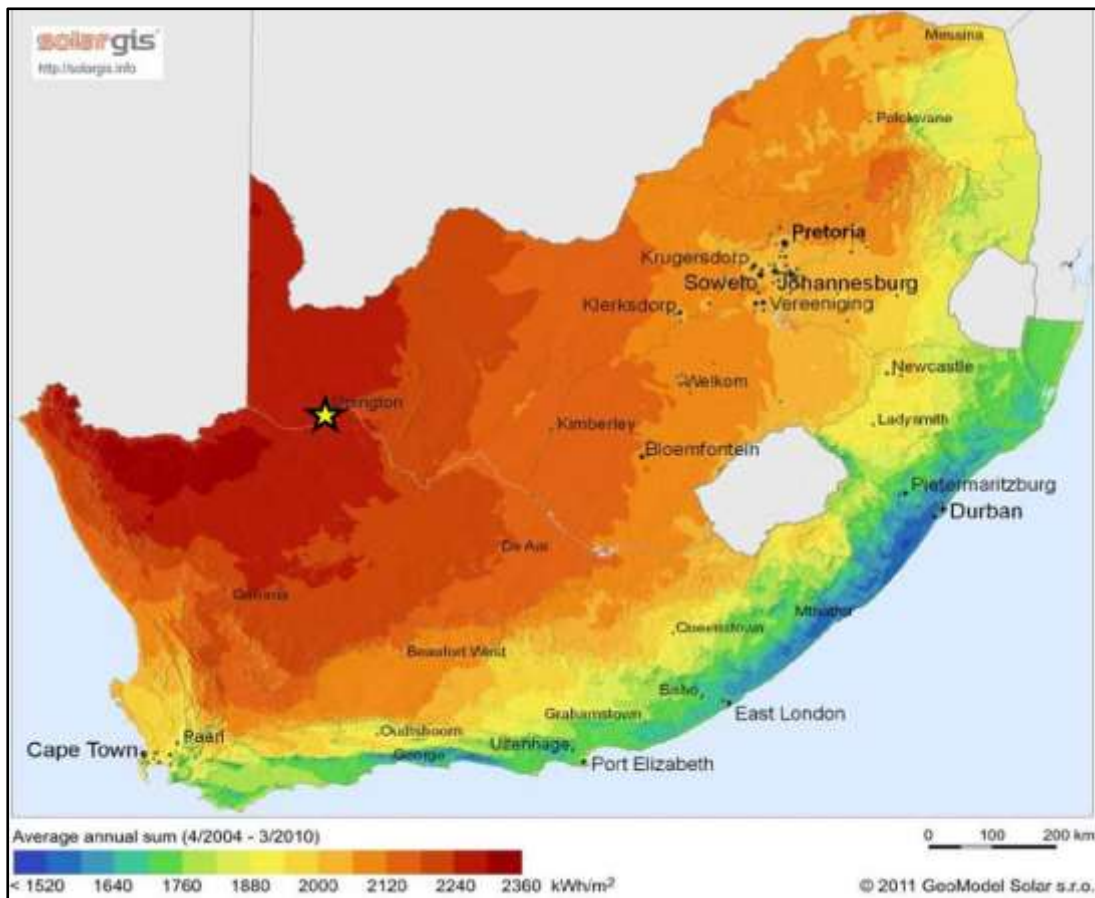 solargis
http://solargis.info
Messina
Polokwane
Pretoria
Krugersdorp
Soweto Johannesburg
Klerksdorp Vereeniging
Newcastle
Welkom
Ladysmith
Kimberley
Bloemfontein
Pietermaritzburg
Durban
De Aar
Mthatha
Queenstown
Beaufort West
Bisho
East London
Grahamstown
Oudtshoorn
Paarl
Cape Town
George
Uitenhage
Port Elizabeth
Average annual sum (4/2004 - 3/2010)
0 100 200 km
< 1520 1640 1760 1880 2000 2120 2240 2360 kWh/m²
© 2011 GeoModel Solar s.r.o.